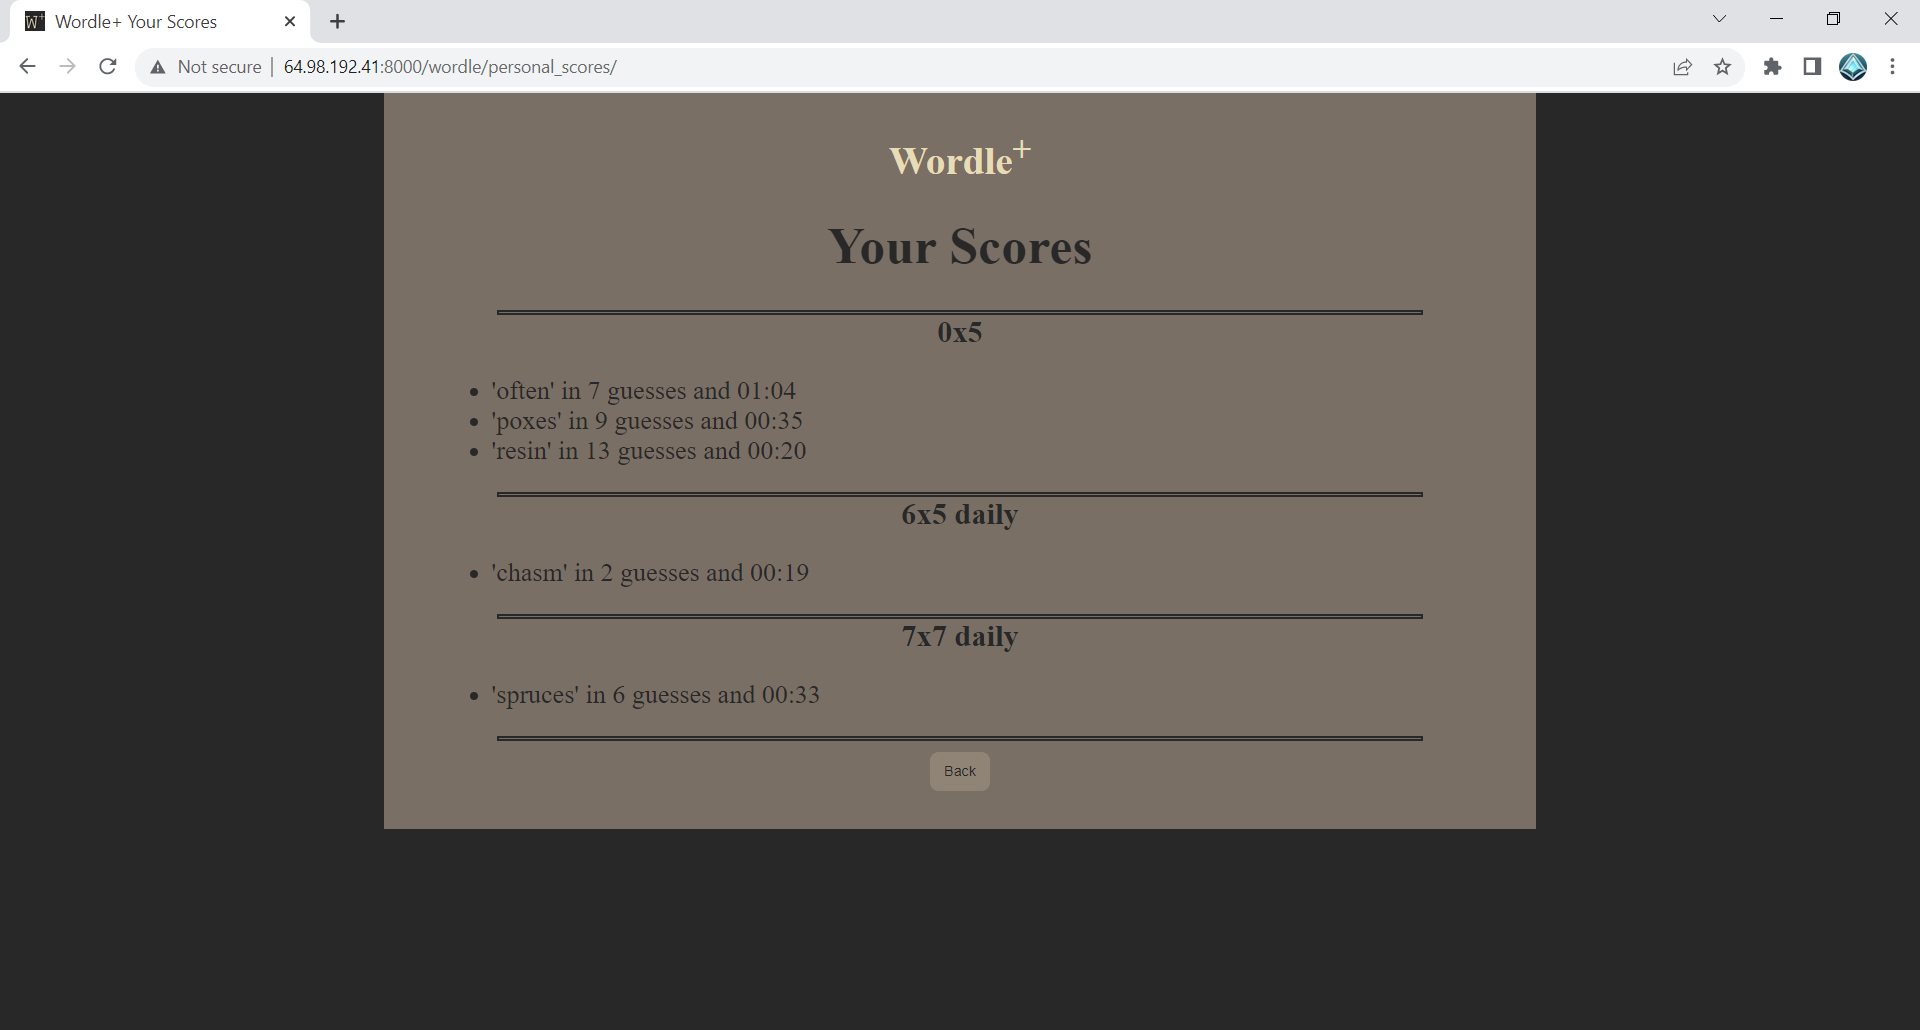 Wordle+ Your Scores
Not secure | 64.98.192.41:8000/wordle/personal_scores/
Wordle+
Your Scores
0x5
'often' in 7 guesses and 01:04
'poxes' in 9 guesses and 00:35
'resin' in 13 guesses and 00:20
6x5 daily
'chasm' in 2 guesses and 00:19
7x7 daily
'spruces' in 6 guesses and 00:33
Back